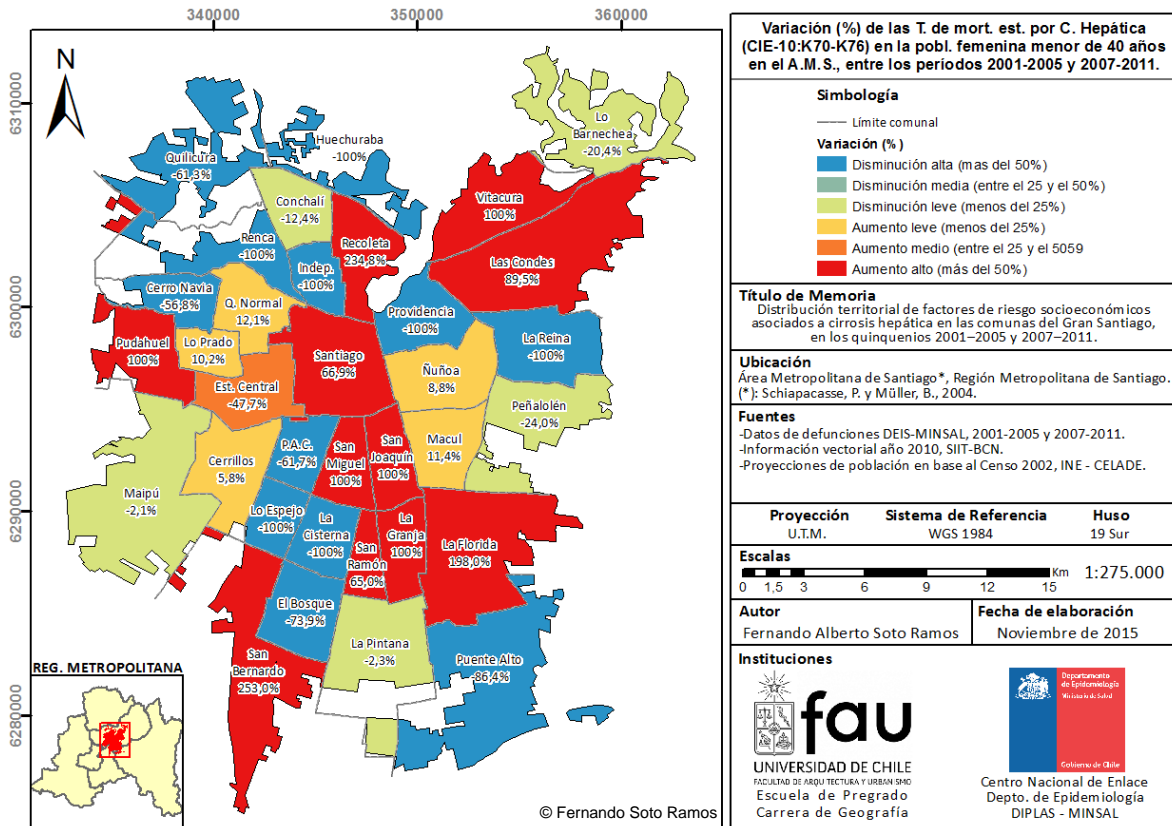 340000
350000
360000
6310000
6300000
6290000
6280000
N
Quilicura
-61,3%
Huechuraba
-100%
Lo
Barnechea
-20,4%
Conchalí
-12,4%
Vitacura
100%
Renca
-100%
Recoleta
234,8%
Las Condes
89,5%
Indep.
-100%
Cerro Navia
-56,8%
Q. Normal
12,1%
Providencia
-100%
La Reina
-100%
Pudahuel
100%
Lo Prado
10,2%
Santiago
66,9%
Ñuñoa
8,8%
Est. Central
-47,7%
Peñalolén
-24,0%
P.A.C.
-61,7%
San
Miguel
100%
San
Joaquín
100%
Macul
11,4%
Cerrillos
5,8%
Maipú
-2,1%
Lo Espejo
-100%
La
Cisterna
-100%
San
Ramón
65,0%
La
Granja
100%
La Florida
198,0%
El Bosque
-73,9%
La Pintana
-2,3%
Puente Alto
-86,4%
San
Bernardo
253,0%
REG. METROPOLITANA
© Fernando Soto Ramos
Variación (%) de las T. de mort. est. por C. Hepática
(CIE-10:K70-K76) en la pobl. femenina menor de 40 años
en el A.M.S., entre los períodos 2001-2005 y 2007-2011.
Simbología
Límite comunal
Variación (%)
Disminución alta (mas del 50%)
Disminución media (entre el 25 y el 50%)
Disminución leve (menos del 25%)
Aumento leve (menos del 25%)
Aumento medio (entre el 25 y el 5059
Aumento alto (más del 50%)
Título de Memoria
Distribución territorial de factores de riesgo socioeconómicos
asociados a cirrosis hepática en las comunas del Gran Santiago,
en los quinquenios 2001–2005 y 2007–2011.
Ubicación
Área Metropolitana de Santiago*, Región Metropolitana de Santiago.
(*): Schiapacasse, P. y Müller, B., 2004.
Fuentes
-Datos de defunciones DEIS-MINSAL, 2001-2005 y 2007-2011.
-Información vectorial año 2010, SIIT-BCN.
-Proyecciones de población en base al Censo 2002, INE - CELADE.
Proyección Sistema de Referencia Huso
U.T.M. WGS 1984 19 Sur
Escalas
0 1,5 3 6 9 12 15 Km 1:275.000
Autor Fecha de elaboración
Fernando Alberto Soto Ramos Noviembre de 2015
Instituciones
fau
UNIVERSIDAD DE CHILE
FACULTAD DE ARQUITECTURA Y URBANISMO
Escuela de Pregrado
Carrera de Geografía
Departamento
de Epidemiología
Ministerio de Salud
Gobierno de Chile
Centro Nacional de Enlace
Depto. de Epidemiología
DIPLAS - MINSAL